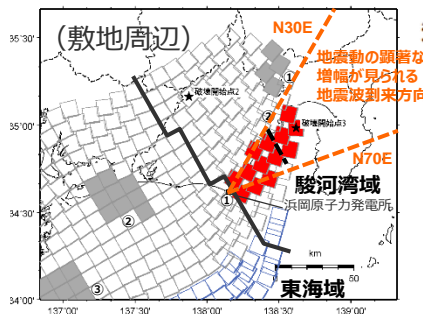 （敷地周辺）
N30E
地震動の顕著な
増幅が見られる
地震波到来方向
①
②
★破壊開始点2
★破壊開始点3
N70E
駿河湾域
①
浜岡原子力発電所
②
③
km
50
東海域
35°30'
35°00'
34°30'
34°00'
137°00'
137°30'
138°00'
138°30'
139°00'